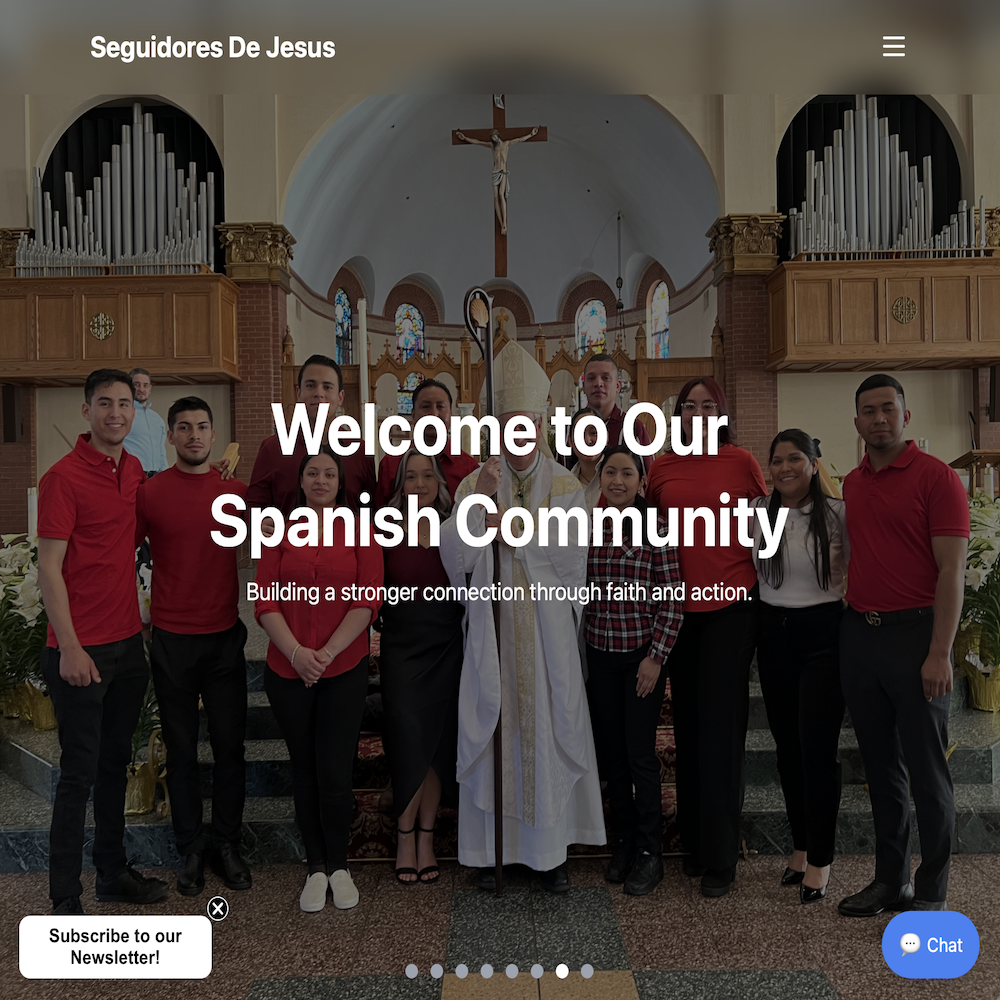 Seguidores De Jesus
Welcome to Our
Spanish Community
Building a stronger connection through faith and action.
Subscribe to our
Newsletter!
Chat